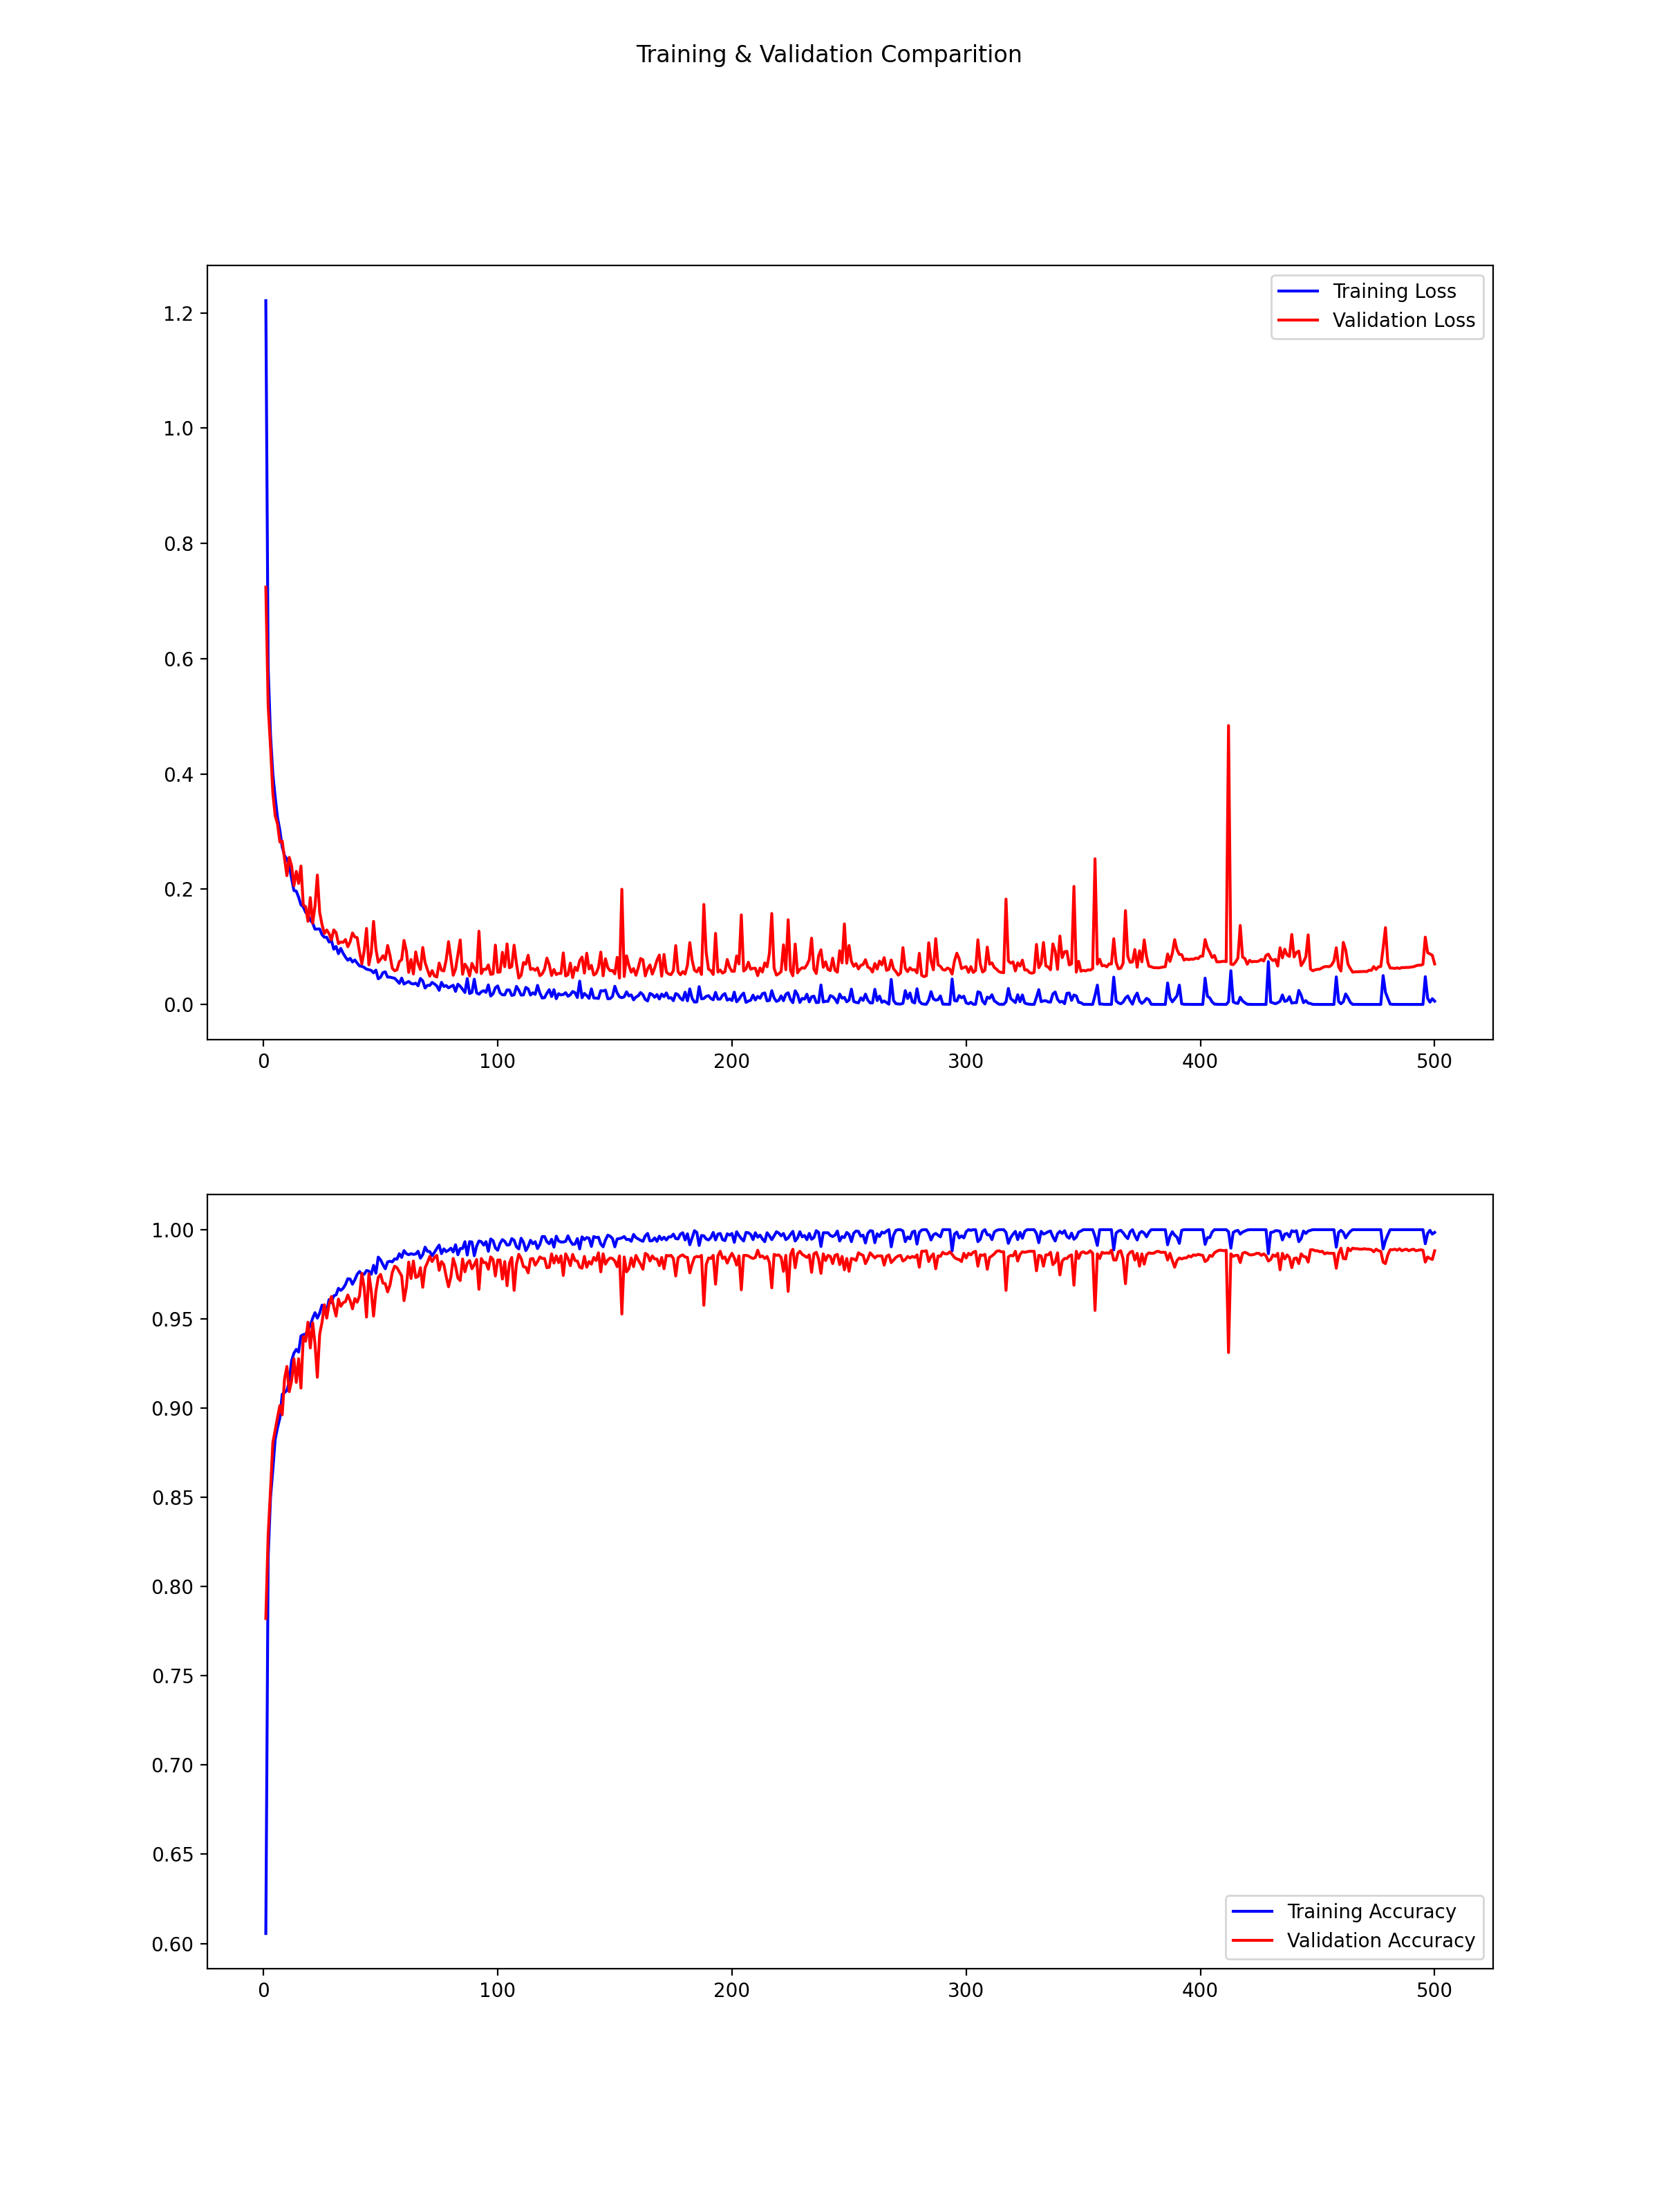 Training & Validation Comparition
Training Loss
Validation Loss
1.2
1.0
0.8
0.6
0.4
0.2
0.0
0 100 200 300 400 500
1.00
0.95
0.90
0.85
0.80
0.75
0.70
0.65
0.60
Training Accuracy
Validation Accuracy
0 100 200 300 400 500